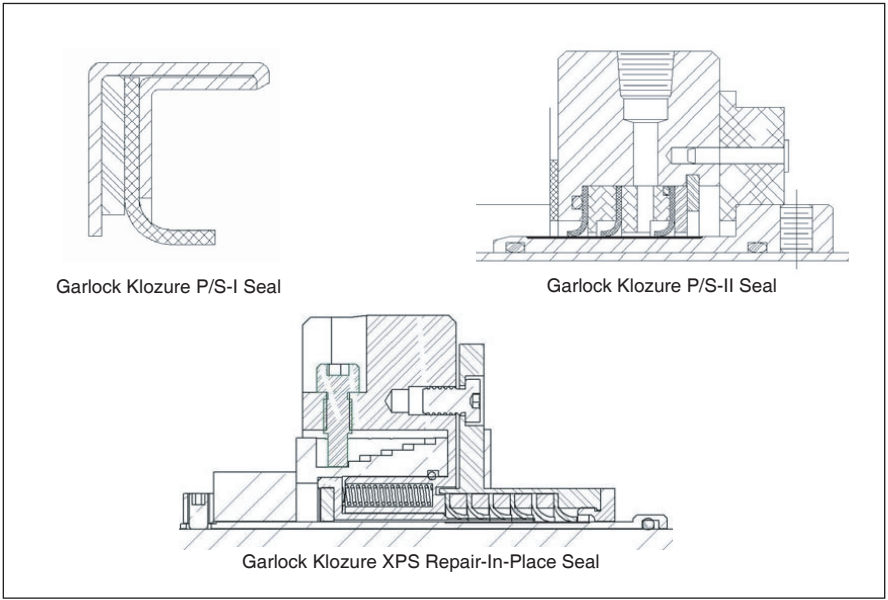 Garlock Klozure P/S-I Seal
Garlock Klozure P/S-II Seal
Garlock Klozure XPS Repair-In-Place Seal